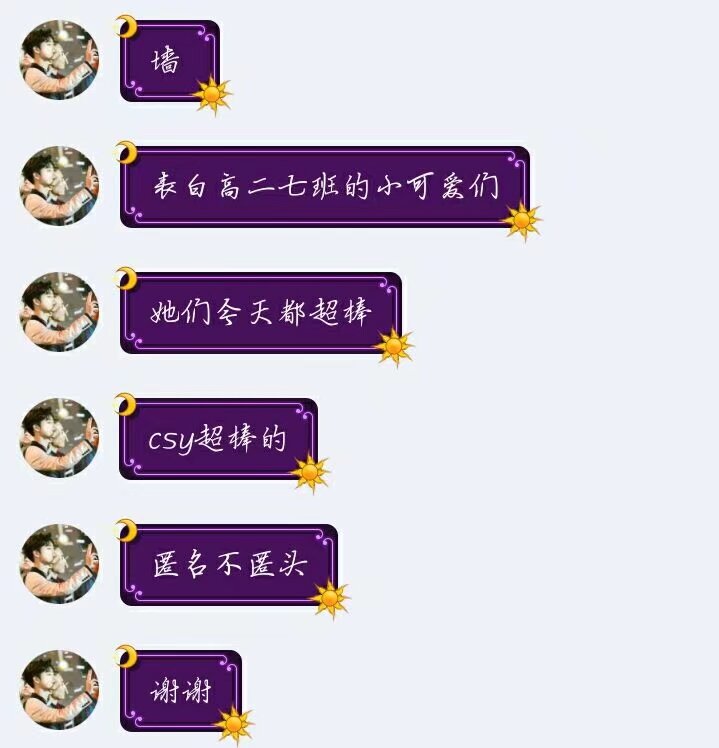 墙
表白高二七班的小可爱们
她们今天都超棒
csy超棒的
匿名不匿头
谢谢